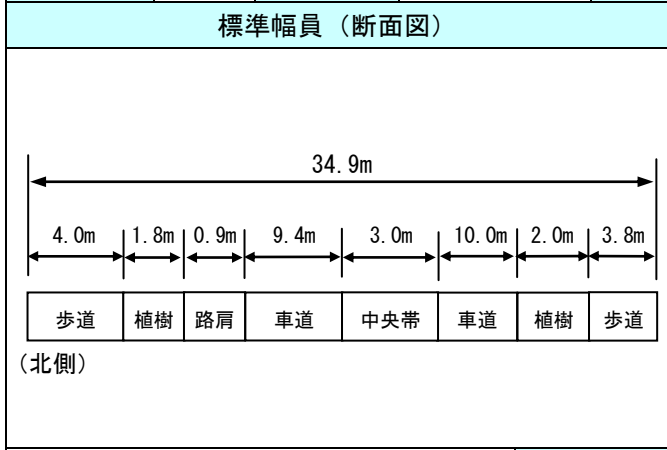 標準幅員（断面図）
34.9m
4.0m 1.8m 0.9m 9.4m 3.0m 10.0m 2.0m 3.8m
歩道 植樹 路肩 車道 中央帯 車道 植樹 歩道
（北側）